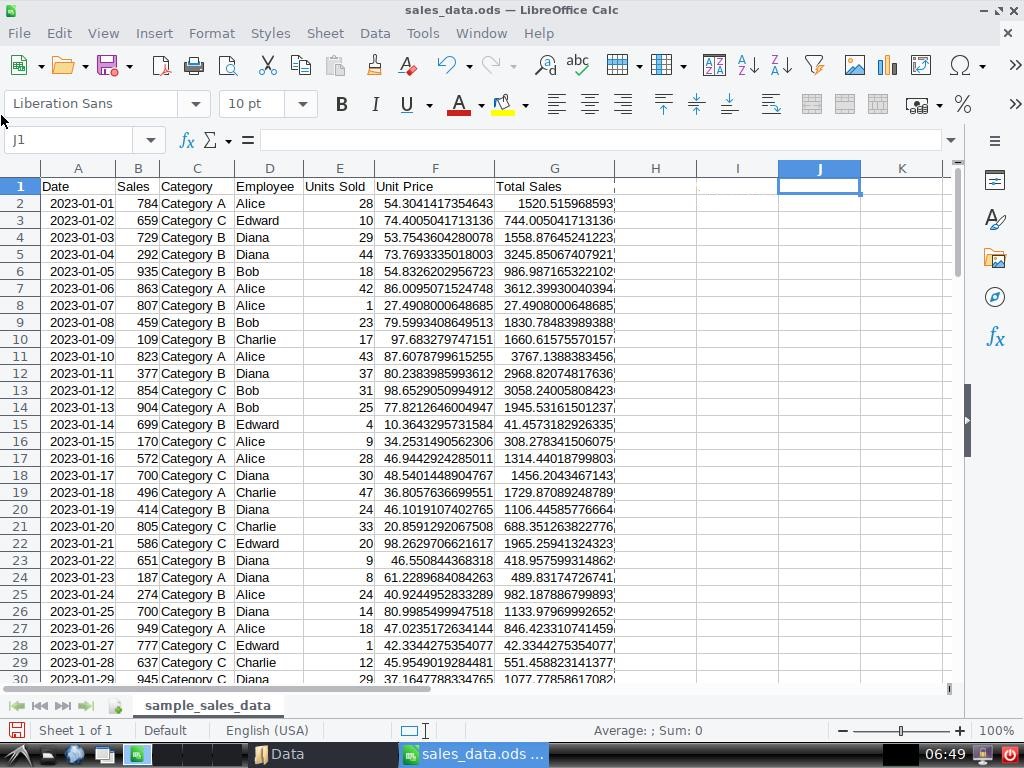 sales_data.ods — LibreOffice Calc
File Edit View Insert Format Styles Sheet Data Tools Window Help
Liberation Sans 10 pt B I U A %
J1 fx Σ =
A B C D E F G H I J K
1 Date Sales Category Employee Units Sold Unit Price Total Sales
2 2023-01-01 784 Category A Alice 28 54.3041417354643 1520.515968593
3 2023-01-02 659 Category C Edward 10 74.4005041713136 744.005041713136
4 2023-01-03 729 Category B Diana 29 53.7543604280078 1558.87645241223
5 2023-01-04 292 Category B Diana 44 73.7693335018003 3245.85067407921
6 2023-01-05 935 Category B Bob 18 54.8326202956723 986.987165322102
7 2023-01-06 863 Category A Alice 42 86.0095071524748 3612.39930040394
8 2023-01-07 807 Category B Alice 1 27.4908000648685 27.4908000648685
9 2023-01-08 459 Category B Bob 23 79.5993408649513 1830.78483989388
10 2023-01-09 109 Category B Charlie 17 97.683279747151 1660.61575570157
11 2023-01-10 823 Category A Alice 43 87.6078799615255 3767.1388383456
12 2023-01-11 377 Category B Diana 37 80.2383985993612 2968.82074817636
13 2023-01-12 854 Category C Bob 31 98.6529050994912 3058.24005808423
14 2023-01-13 904 Category A Bob 25 77.8212646004947 1945.53161501237
15 2023-01-14 699 Category B Edward 4 10.3643295731584 41.4573182926335
16 2023-01-15 170 Category C Alice 9 34.2531490562306 308.278341506075
17 2023-01-16 572 Category A Alice 28 46.9442924285011 1314.44018799803
18 2023-01-17 700 Category C Diana 30 48.5401448904767 1456.2043467143
19 2023-01-18 496 Category A Charlie 47 36.8057636699551 1729.87089248789
20 2023-01-19 414 Category B Diana 24 46.1019107402765 1106.44585776664
21 2023-01-20 805 Category C Charlie 33 20.8591292067508 688.351263822776
22 2023-01-21 586 Category C Edward 20 98.2629706621617 1965.25941324323
23 2023-01-22 651 Category B Diana 9 46.550844368318 418.957599314862
24 2023-01-23 187 Category A Diana 8 61.2289684084263 489.83174726741
25 2023-01-24 274 Category B Alice 24 40.9244952833289 982.187886799893
26 2023-01-25 700 Category B Diana 14 80.9985499947518 1133.97969992652
27 2023-01-26 949 Category A Alice 18 47.0235172634144 846.423310741459
28 2023-01-27 777 Category C Edward 1 42.3344275354077 42.3344275354077
29 2023-01-28 637 Category C Charlie 12 45.9549019284481 551.458823141377
30 2023-01-29 945 Category C Diana 29 37.1647788334765 1077.77858617082
sample_sales_data
Sheet 1 of 1 Default English (USA) Average: ; Sum: 0 100%
Data sales_data.ods ... 06:49